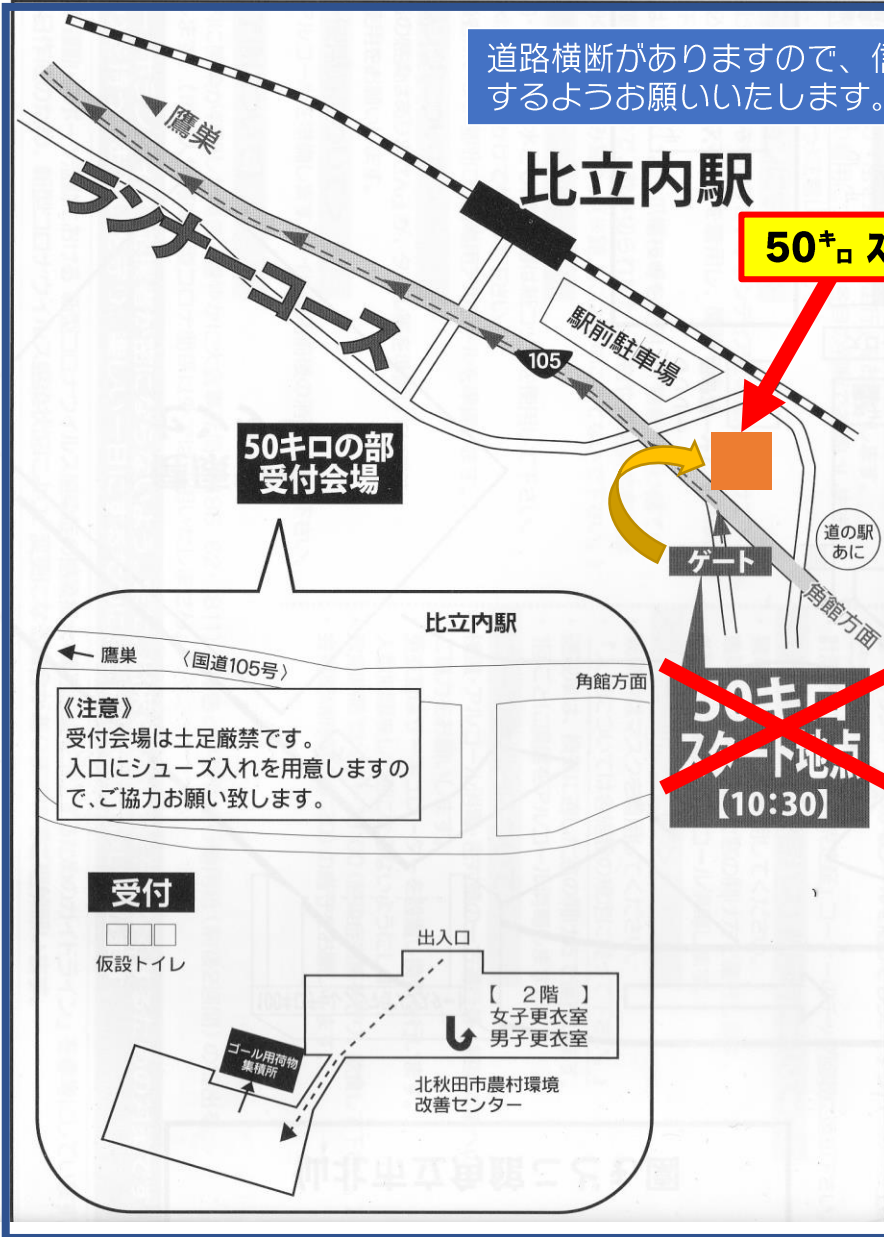 道路横断がありますので、
するようお願いいたします。
鷹巣
比立内駅
ランナーコース
50キロ
駅前駐車場
105
50キロの部
受付会場
道の駅
あに
ゲート
角館方面
比立内駅
鷹巣
〈国道105号〉
角館方面
50キロ
スタート地点
【10:30】
《注意》
受付会場は土足厳禁です。
入口にシューズ入れを用意しますの
で、ご協力お願い致します。
受付
仮設トイレ
出入口
【 2階 】
女子更衣室
男子更衣室
ゴール用荷物
集積所
北秋田市農村環境
改善センター